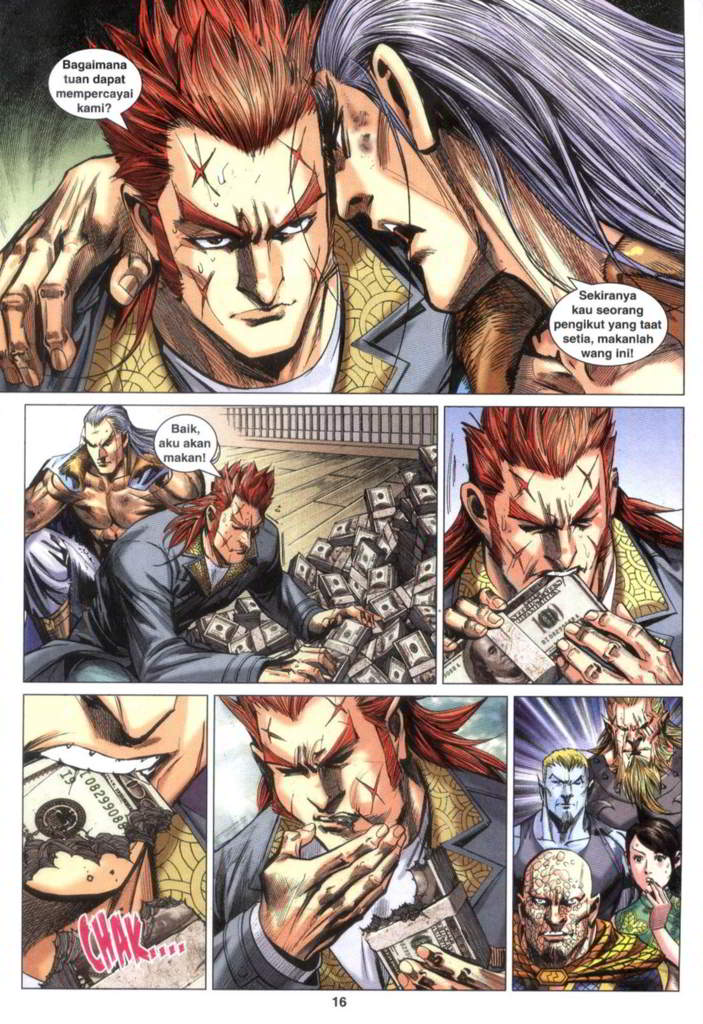 Bagaimana
tuan dapat
mempercayai
kami?
Sekiranya
kau seorang
pengikut yang taat
setia, makanlah
wang ini!
Baik,
aku akan
makan!
108299088
CHAK....
16